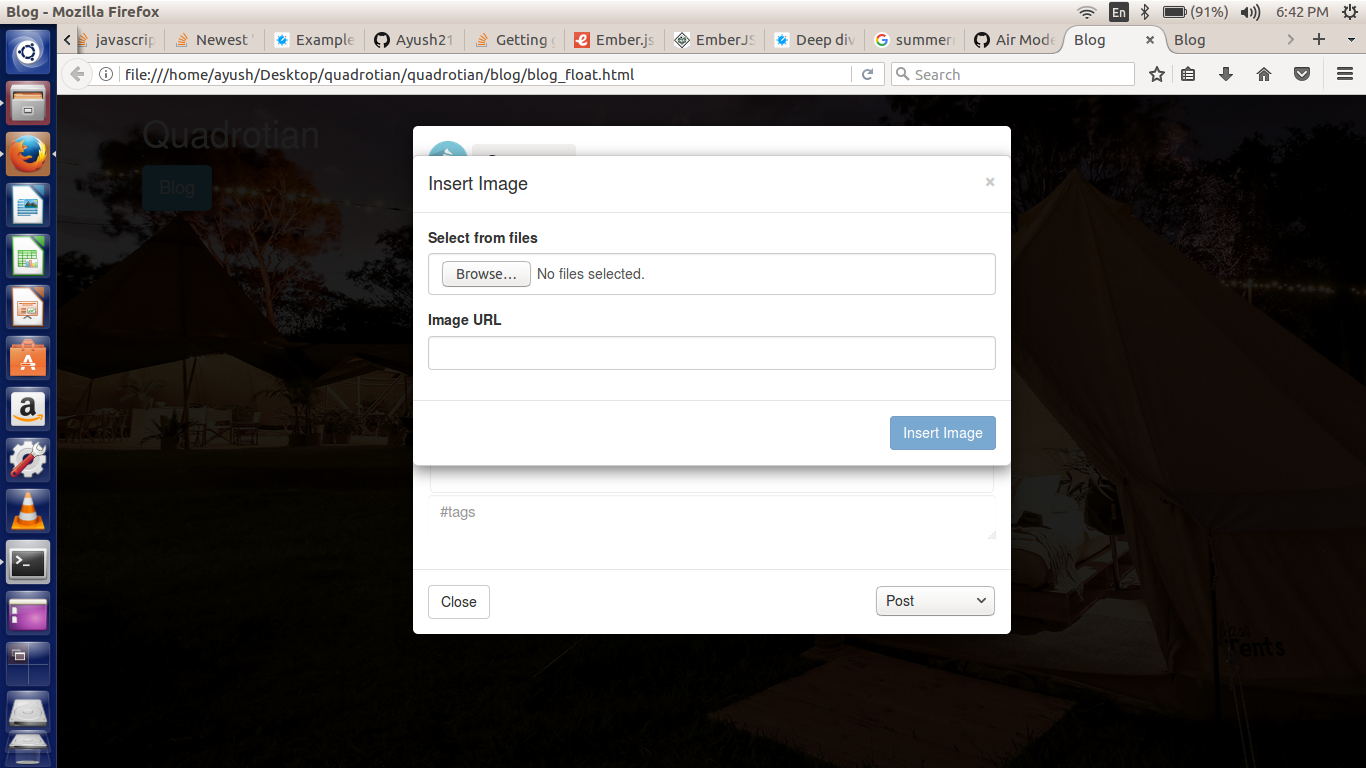 Blog - Mozilla Firefox
En
(91%)
6:42 PM
javascrip
Newest
Example
Ayush21
Getting
Ember.js
EmberJS
Deep div
summer
Air Mode
Blog
Blog
file:///home/ayush/Desktop/quadrotian/quadrotian/blog/blog_float.html
Search
Quadrotian
Blog
Insert Image
×
Select from files
Browse...
No files selected.
Image URL
Insert Image
#tags
Close
Post